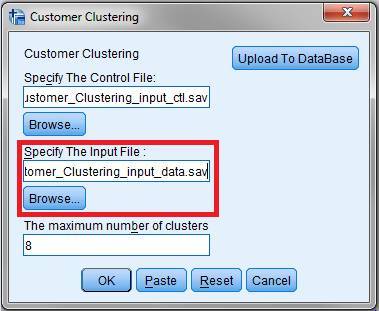 Customer Clustering
Customer Clustering
Upload To DataBase
Specify The Control File:
ustomer_Clustering_input_ctl.sav
Browse...
Specify The Input File :
tomer_Clustering_input_data.sav
Browse...
The maximum number of clusters
8
OK Paste Reset Cancel